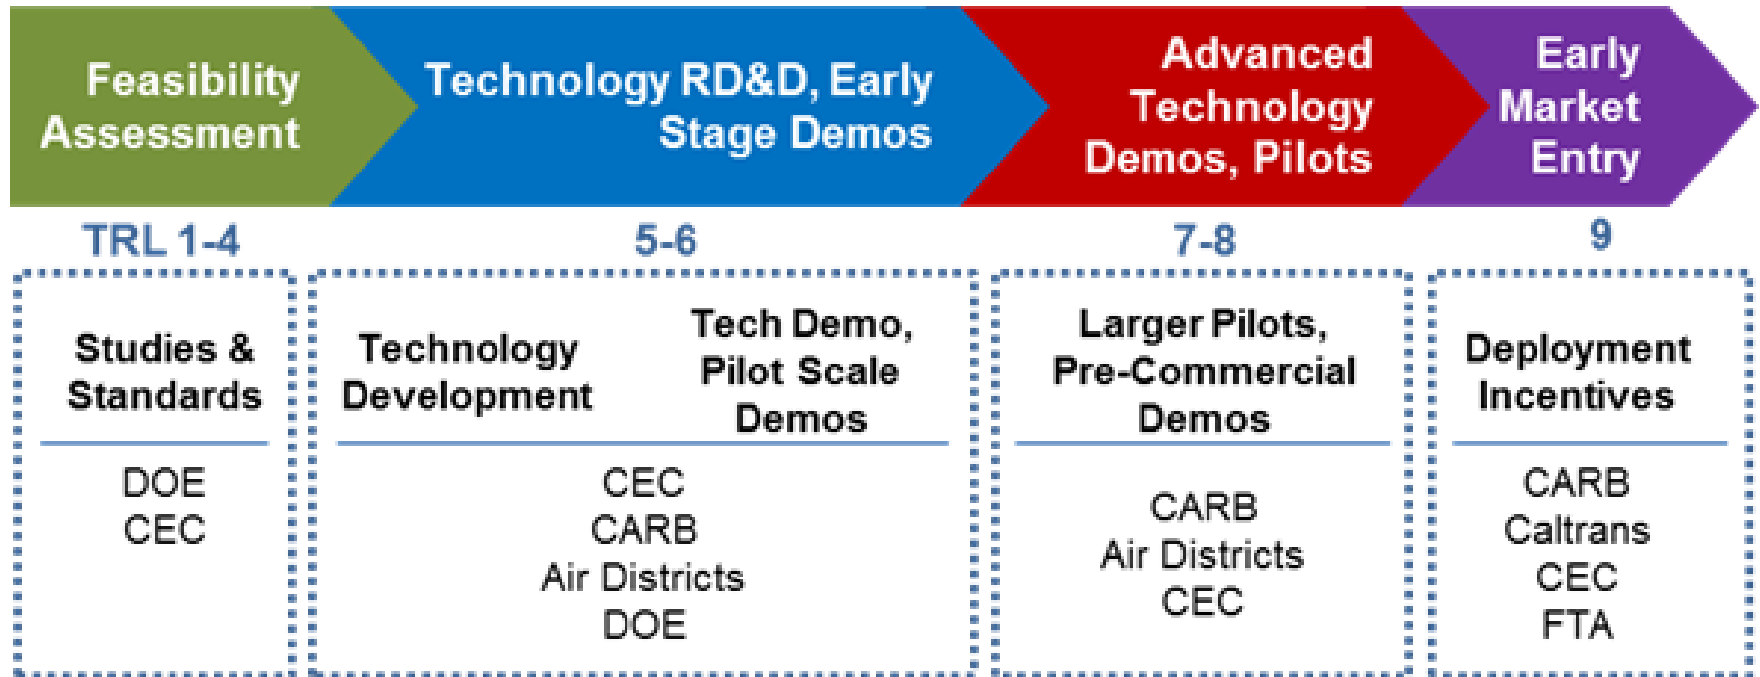 Feasibility
Assessment
Technology RD&D, Early
Stage Demos
Advanced
Technology
Demos, Pilots
Early
Market
Entry
TRL 1-4
5-6
7-8
9
Studies &
Standards
DOE
CEC
Technology
Development
Tech Demo,
Pilot Scale
Demos
CEC
CARB
Air Districts
DOE
Larger Pilots,
Pre-Commercial
Demos
CARB
Air Districts
CEC
Deployment
Incentives
CARB
Caltrans
CEC
FTA